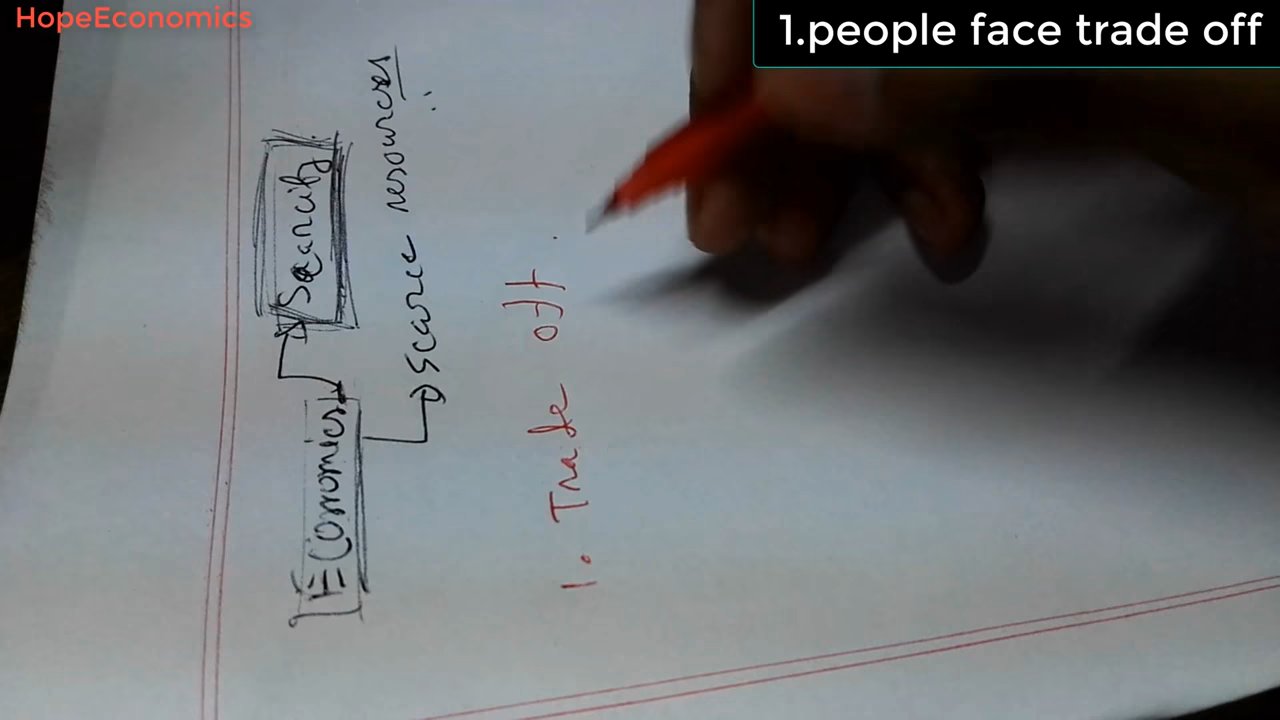 HopeEconomics
1.people face trade off
Economics
Scarcity
Scarce resources
1. Trade off